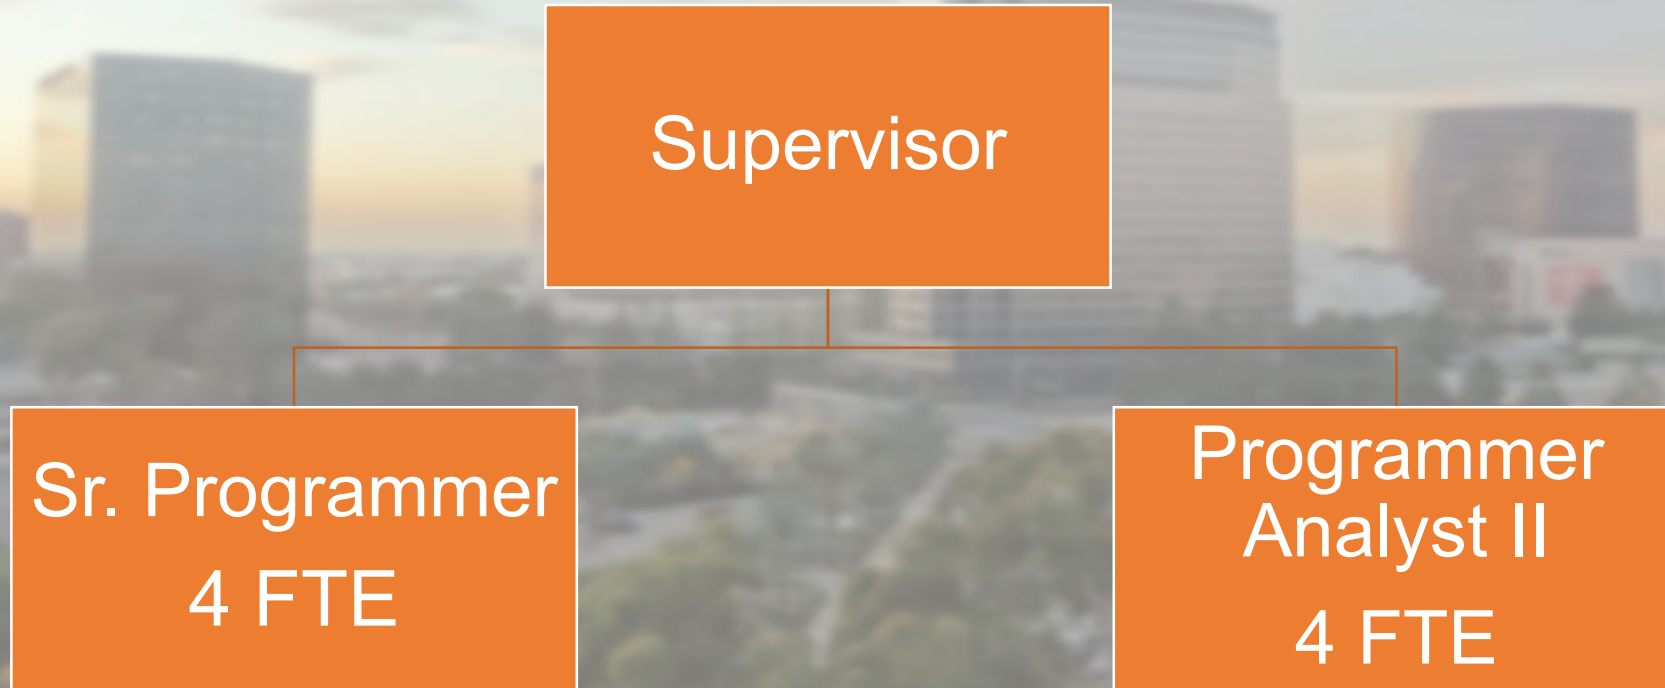 Supervisor
Sr. Programmer
4 FTE
Programmer
Analyst II
4 FTE